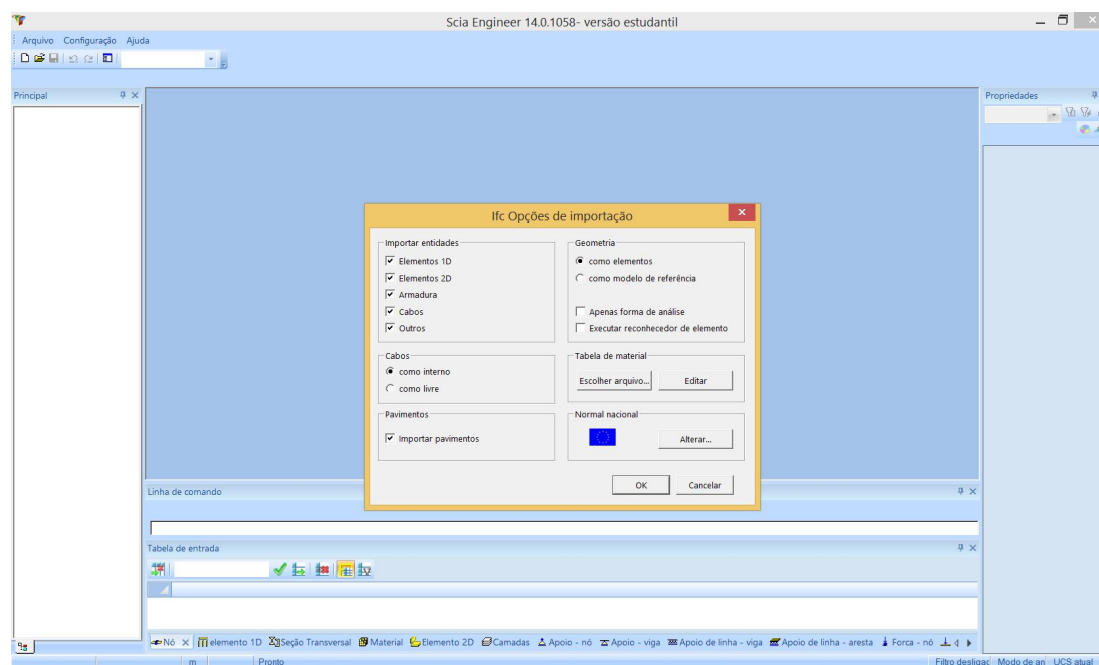 Scia Engineer 14.0.1058- versão estudantil
Arquivo Configuração Ajuda
Principal
Propriedades
Ifc Opções de importação
Importar entidades
Elementos 1D
Elementos 2D
Armadura
Cabos
Outros
Geometria
como elementos
como modelo de referência
Apenas forma de análise
Executar reconhecedor de elemento
Cabos
como interno
como livre
Tabela de material
Escolher arquivo... Editar
Pavimentos
Importar pavimentos
Normal nacional
Alterar...
OK Cancelar
Linha de comando
Tabela de entrada
Nó elemento 1D Seção Transversal Material Elemento 2D Camadas Apoio - nó Apoio - viga Apoio de linha - viga Apoio de linha - aresta Forca - nó
m Pronto Filtro desligac Modo de an UCS atual